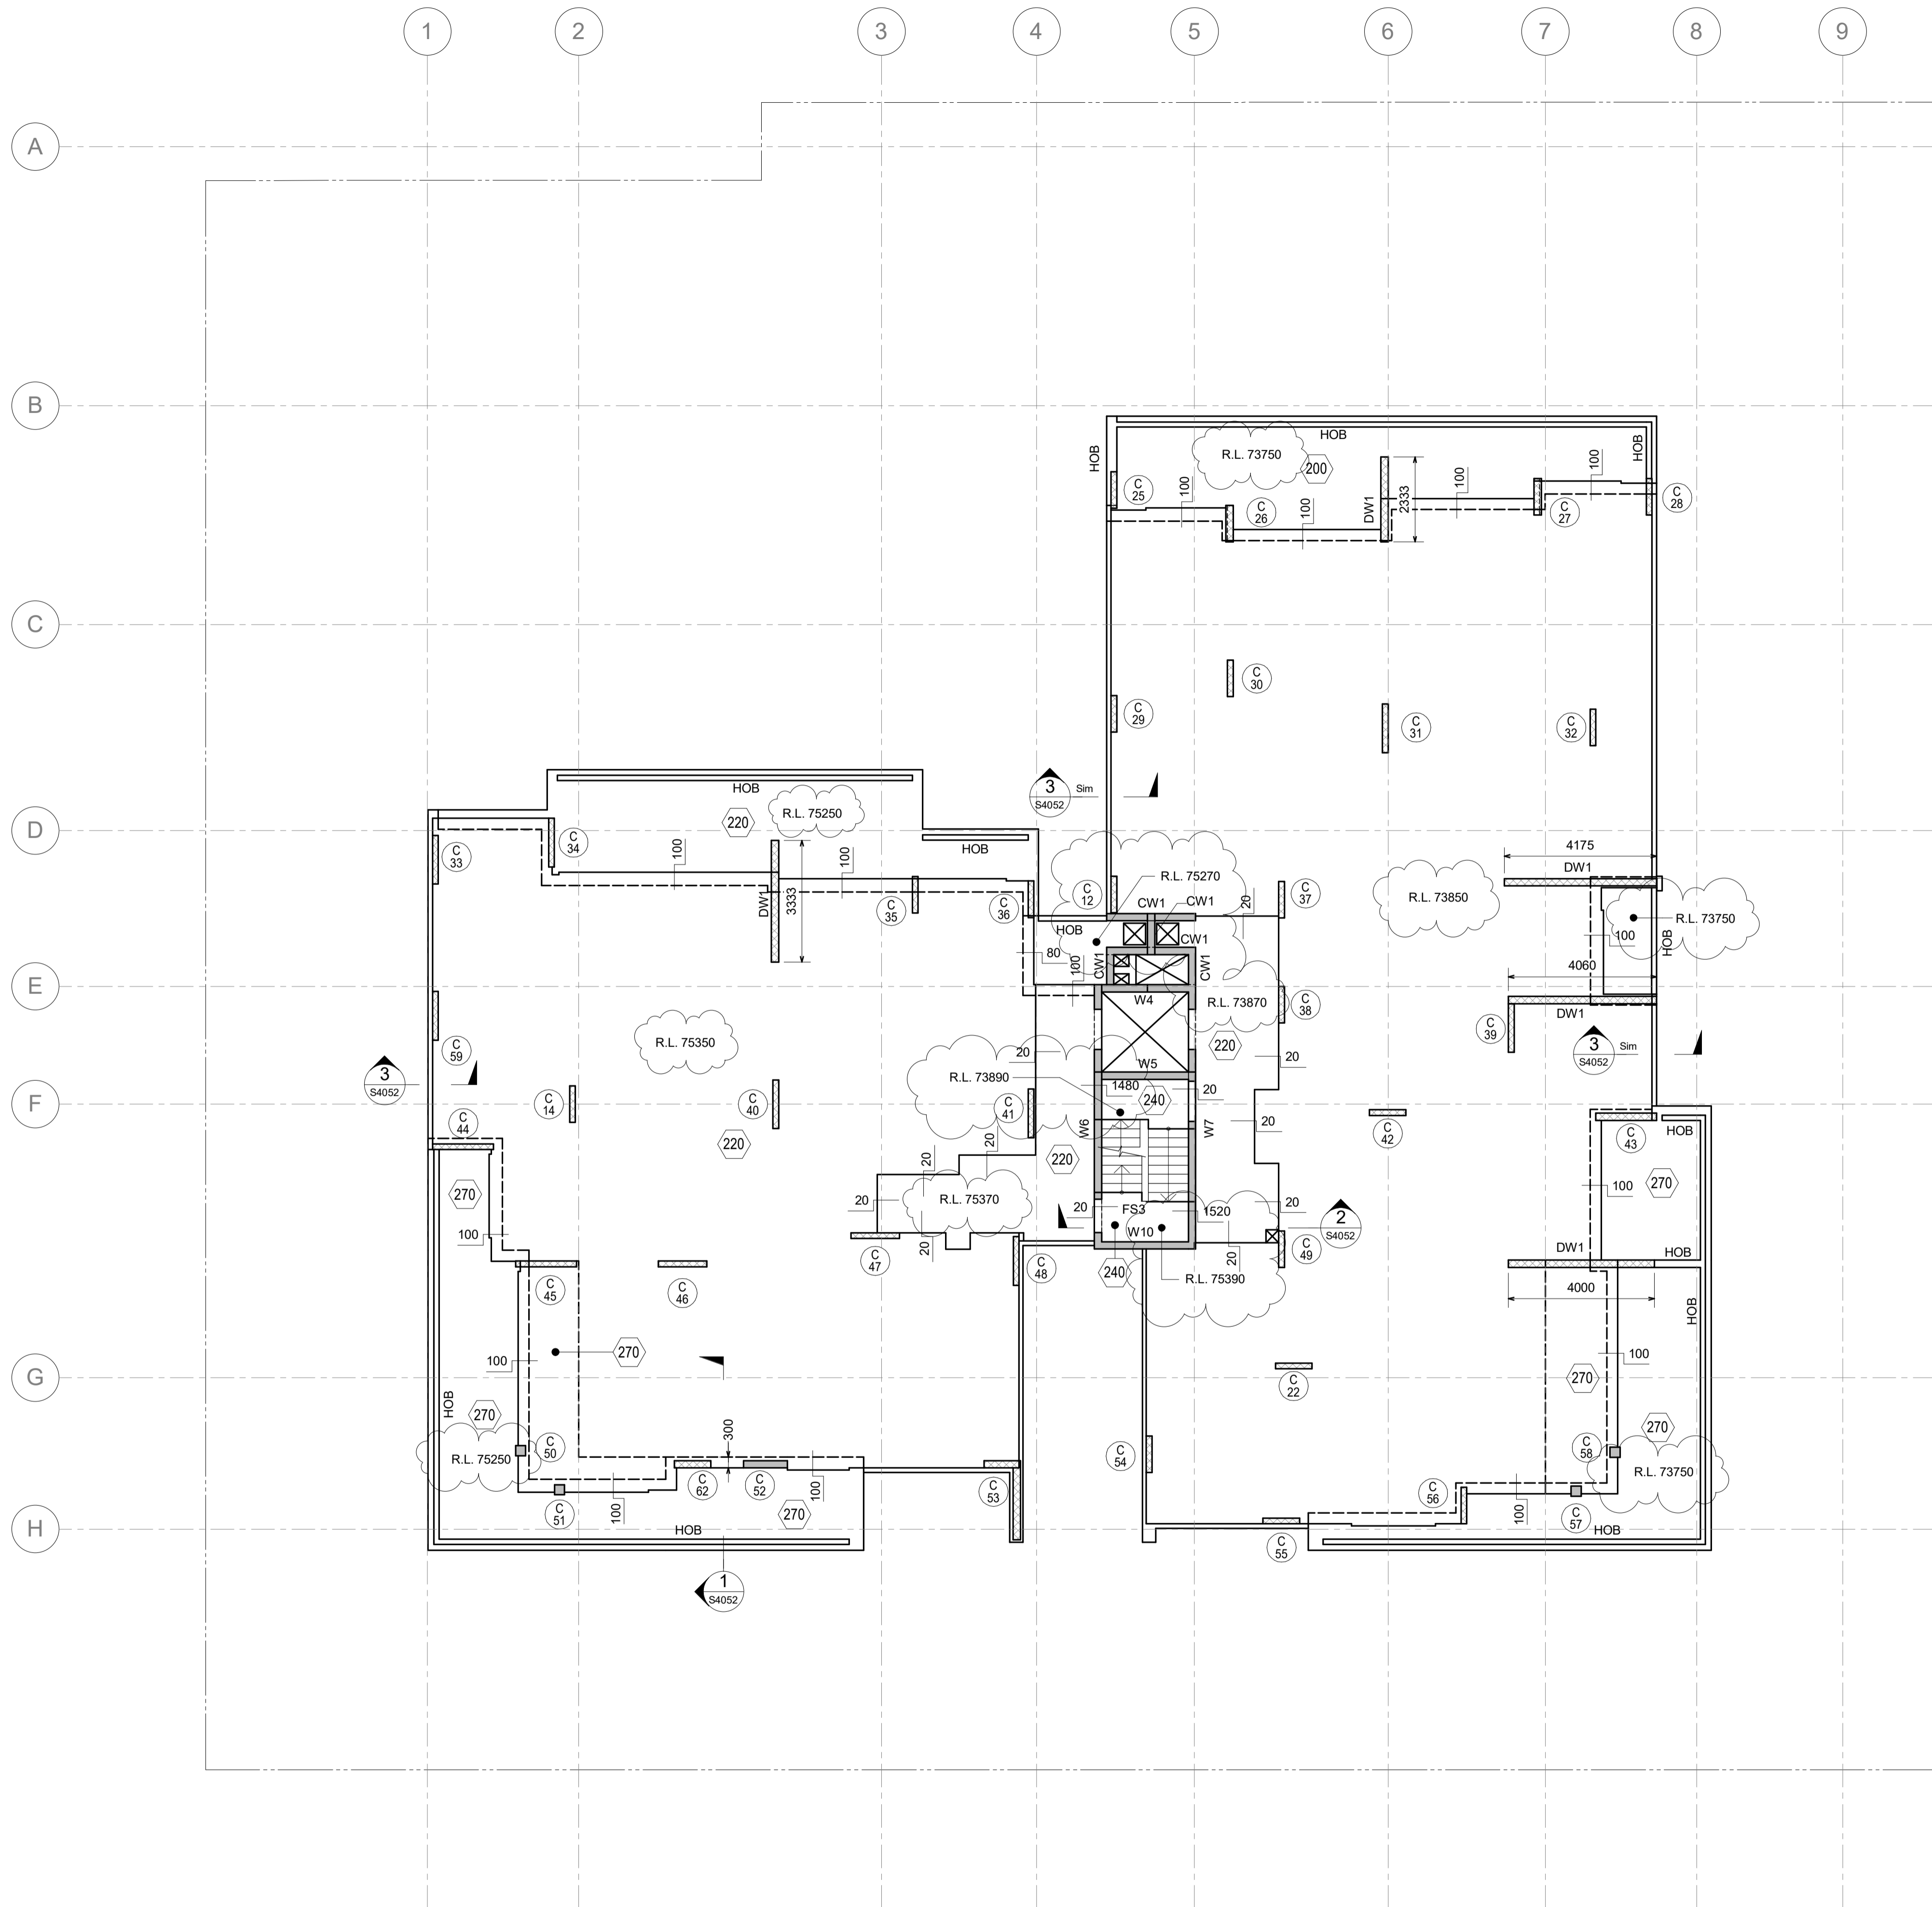 1
2
3
4
5
6
7
8
9
A
B
C
D
E
F
G
H
HOB
R.L. 73750
200
HOB
HOB
C
25
100
C
26
100
DW1
2333
100
C
27
100
C
28
C
30
C
29
C
31
C
32
3
S4052
Sim
HOB
R.L. 75250
220
C
34
C
33
100
100
DW1
3333
HOB
C
35
C
36
C
12
R.L. 75270
CW1
CW1
HOB
CW1
CW1
CW1
80
100
C
37
20
4175
DW1
R.L. 73850
R.L. 73750
100
HOB
4060
DW1
C
39
3
S4052
Sim
W4
R.L. 73870
C
38
220
20
W5
R.L. 75350
C
59
3
S4052
R.L. 73890
20
1480
20
240
C
14
C
40
C
41
C
44
220
W6
W7
20
C
42
C
43
HOB
20
20
220
270
R.L. 75370
20
20
20
FS3
1520
20
W10
2
S4052
100
270
100
C
47
C
48
240
R.L. 75390
20
C
49
DW1
HOB
4000
HOB
C
45
C
46
270
100
C
22
270
100
HOB
270
R.L. 75250
C
50
300
C
54
C
58
270
R.L. 73750
C
51
100
C
62
C
52
100
270
C
53
C
56
100
C
57
HOB
HOB
C
55
1
S4052